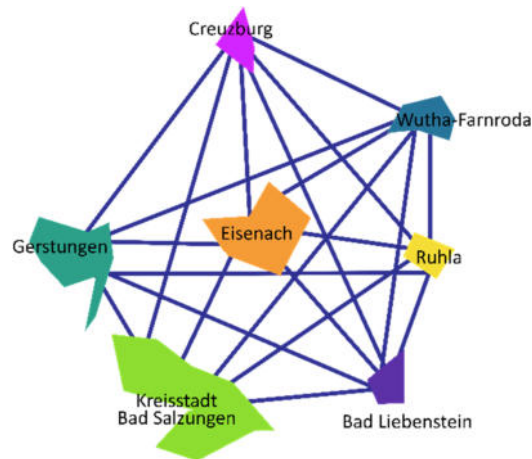 Creuzburg
Wutha-Farnroda
Eisenach
Gerstungen
Ruhla
Kreisstadt
Bad Salzungen
Bad Liebenstein